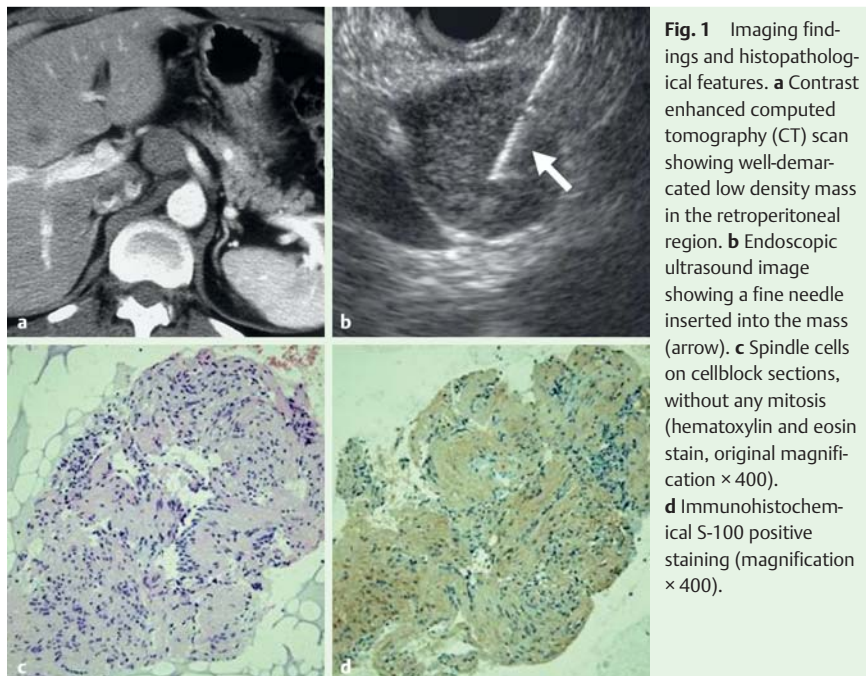 a
b
c
d
Fig. 1 Imaging find-
ings and histopatholog-
ical features. a Contrast
enhanced computed
tomography (CT) scan
showing well-demar-
cated low density mass
in the retroperitoneal
region. b Endoscopic
ultrasound image
showing a fine needle
inserted into the mass
(arrow). c Spindle cells
on cellblock sections,
without any mitosis
(hematoxylin and eosin
stain, original magnifi-
cation × 400).
d Immunohistochem-
ical S-100 positive
staining (magnification
× 400).